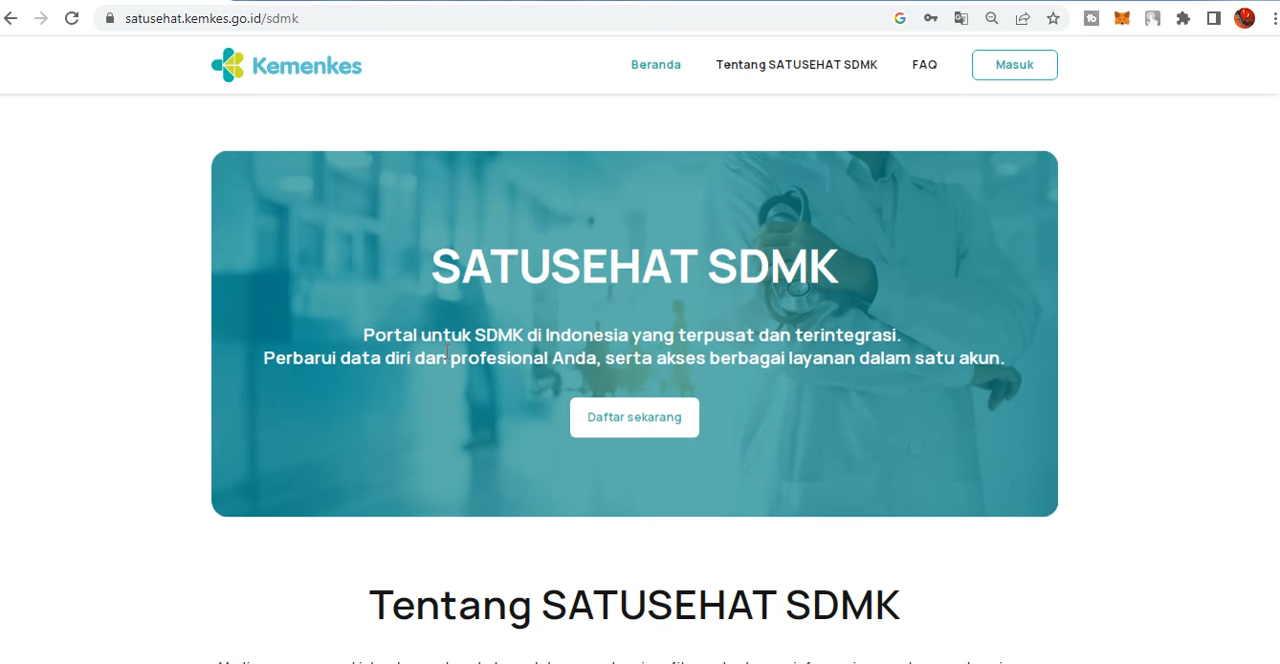 satusehat.kemkes.go.id/sdmk
Kemenkes
Beranda
Tentang SATUSEHAT SDMK
FAQ
Masuk
SATUSEHAT SDMK
Portal untuk SDMK di Indonesia yang terpusat dan terintegrasi.
Perbarui data diri dan profesional Anda, serta akses berbagai layanan dalam satu akun.
Daftar sekarang
Tentang SATUSEHAT SDMK